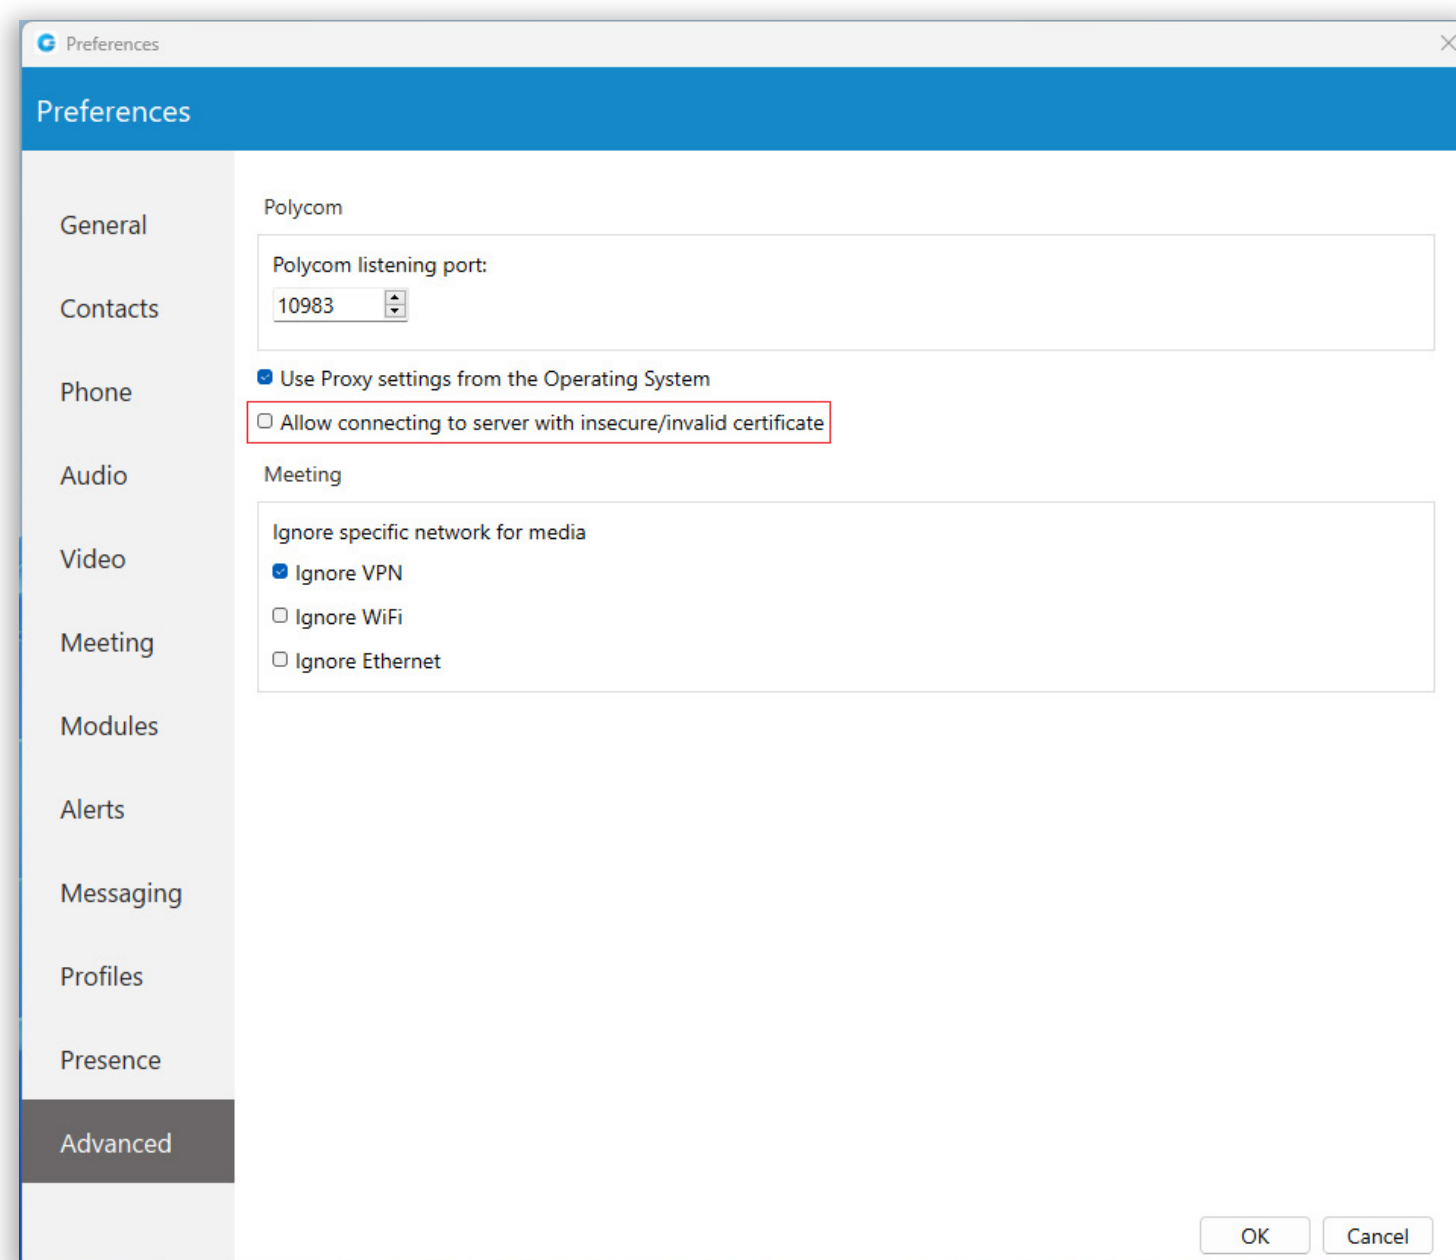 Preferences
Preferences
General
Contacts
Phone
Audio
Video
Meeting
Modules
Alerts
Messaging
Profiles
Presence
Advanced
Polycom
Polycom listening port:
10983
Use Proxy settings from the Operating System
Allow connecting to server with insecure/invalid certificate
Meeting
Ignore specific network for media
Ignore VPN
Ignore WiFi
Ignore Ethernet
OK
Cancel